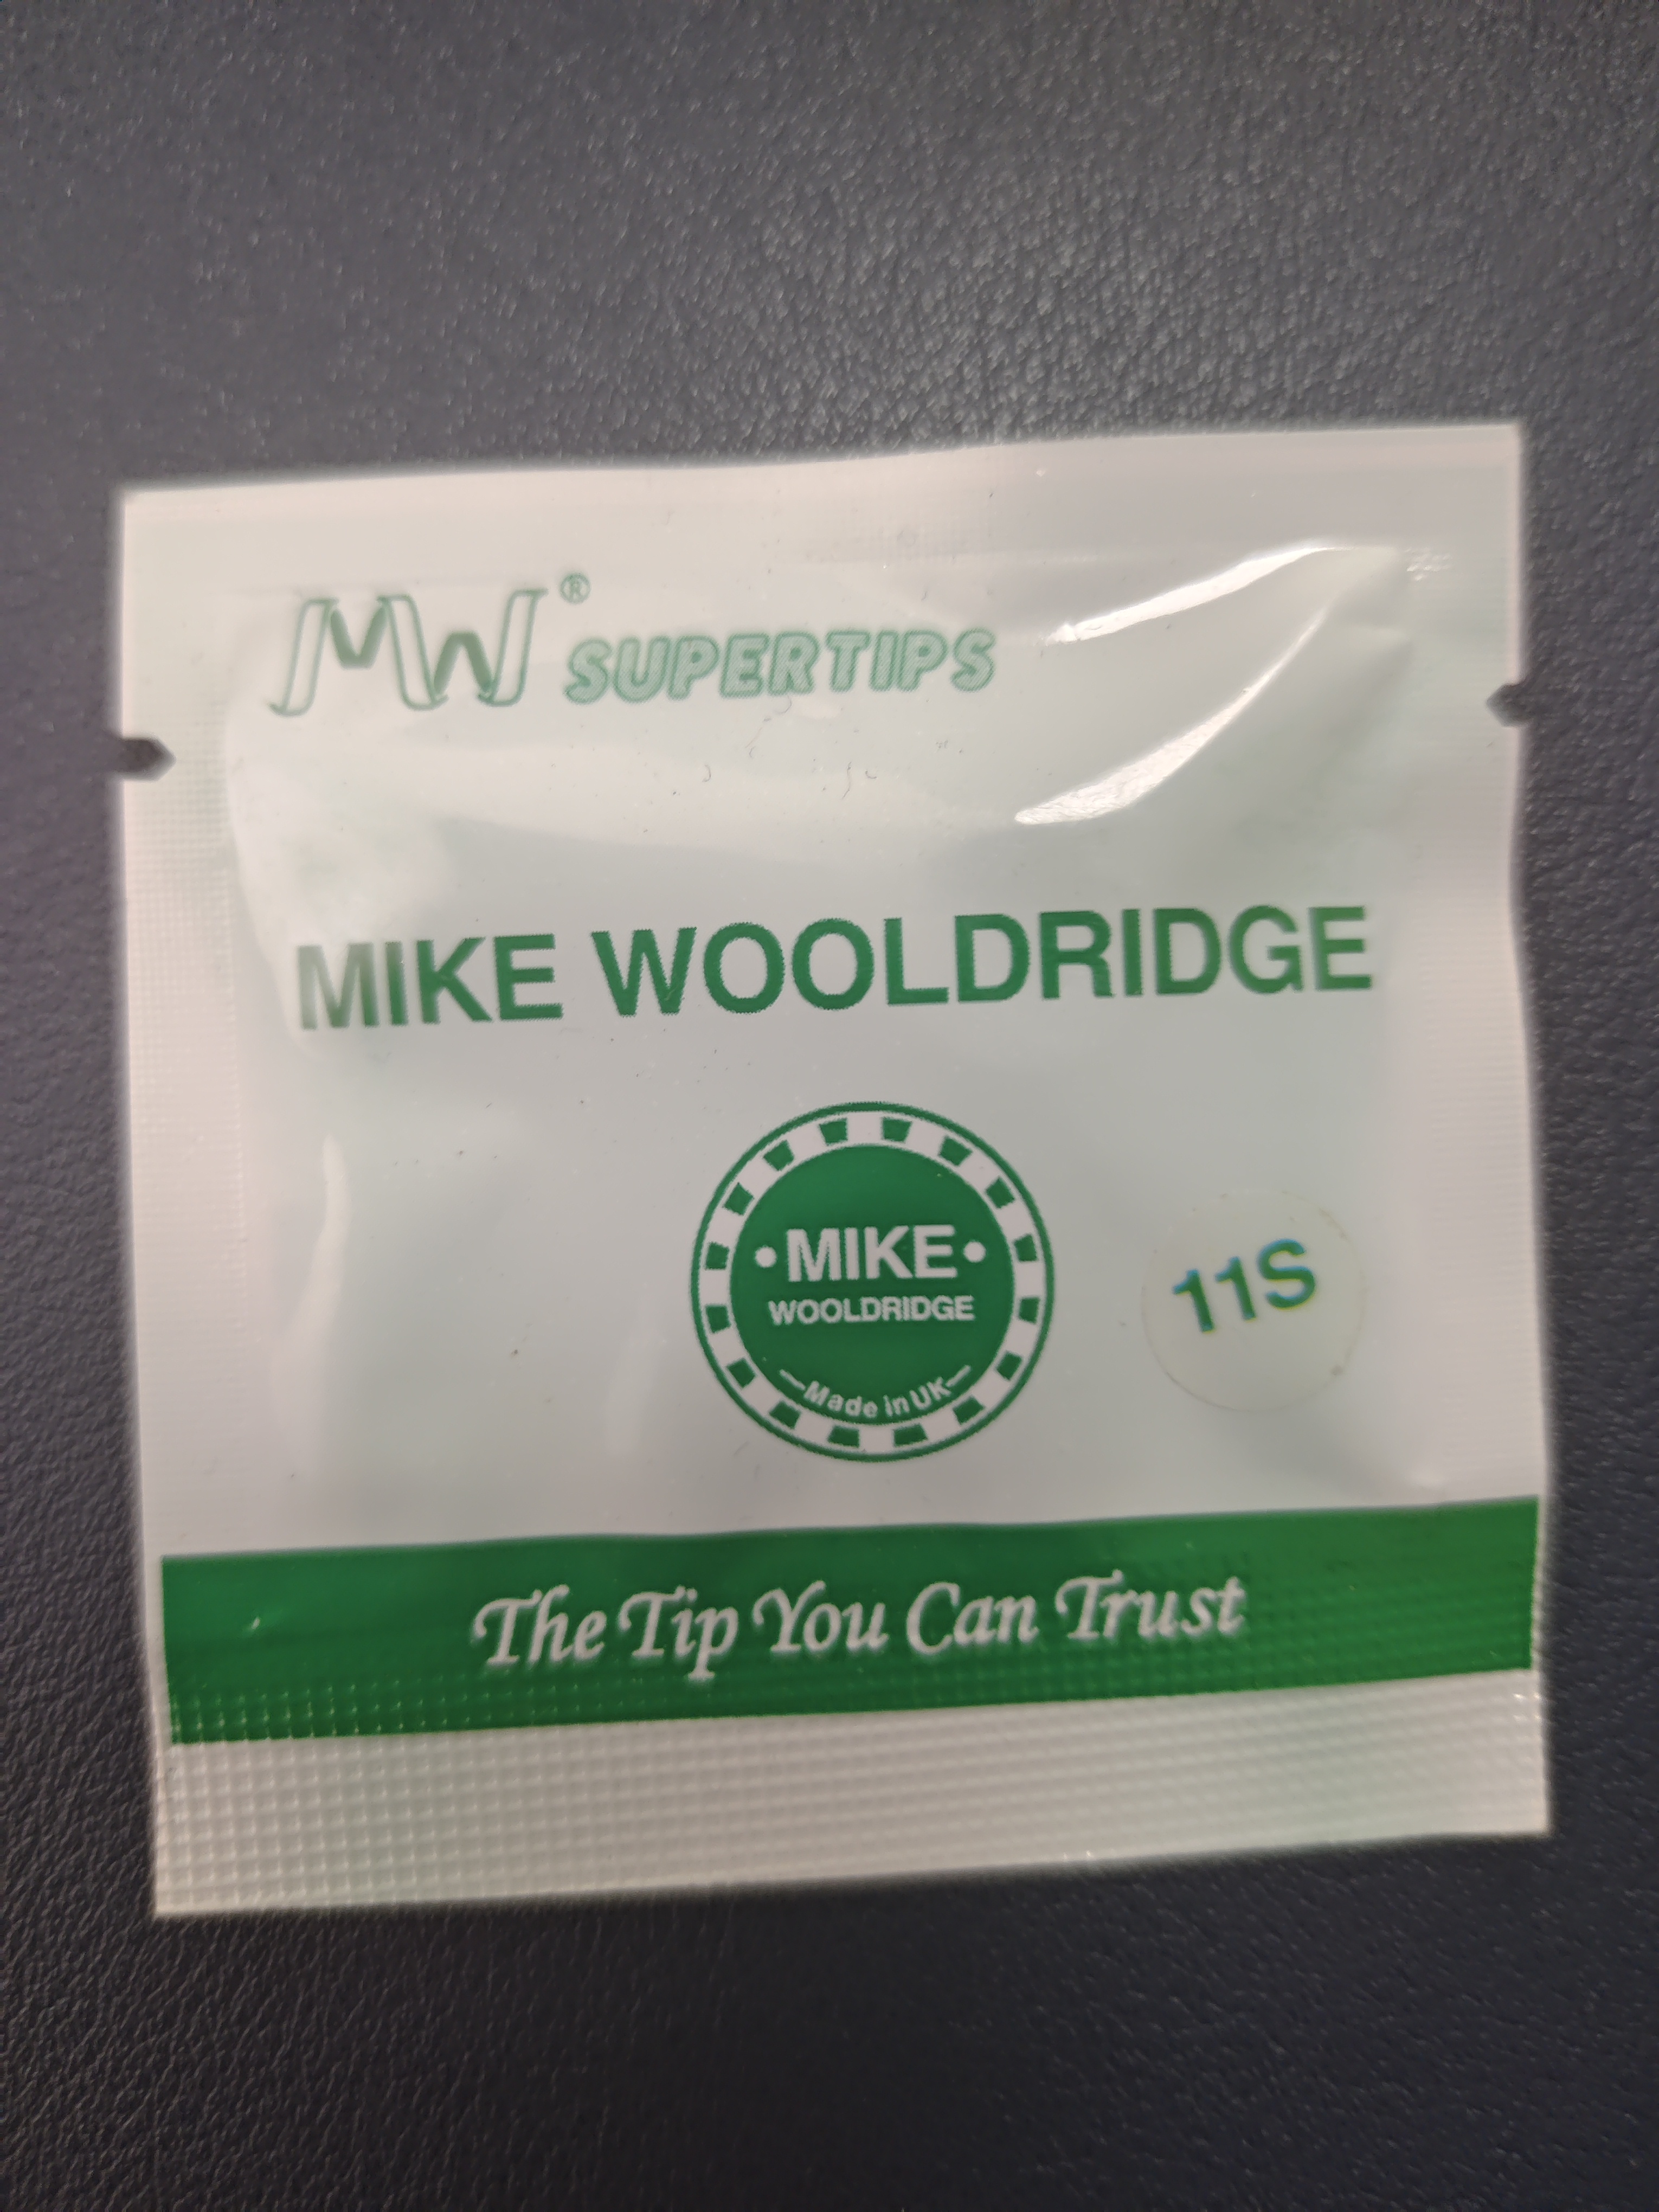 MW® SUPERTIPS
MIKE WOOLDRIDGE
•MIKE•
WOOLDRIDGE
—Made in UK—
11S
The Tip You Can Trust